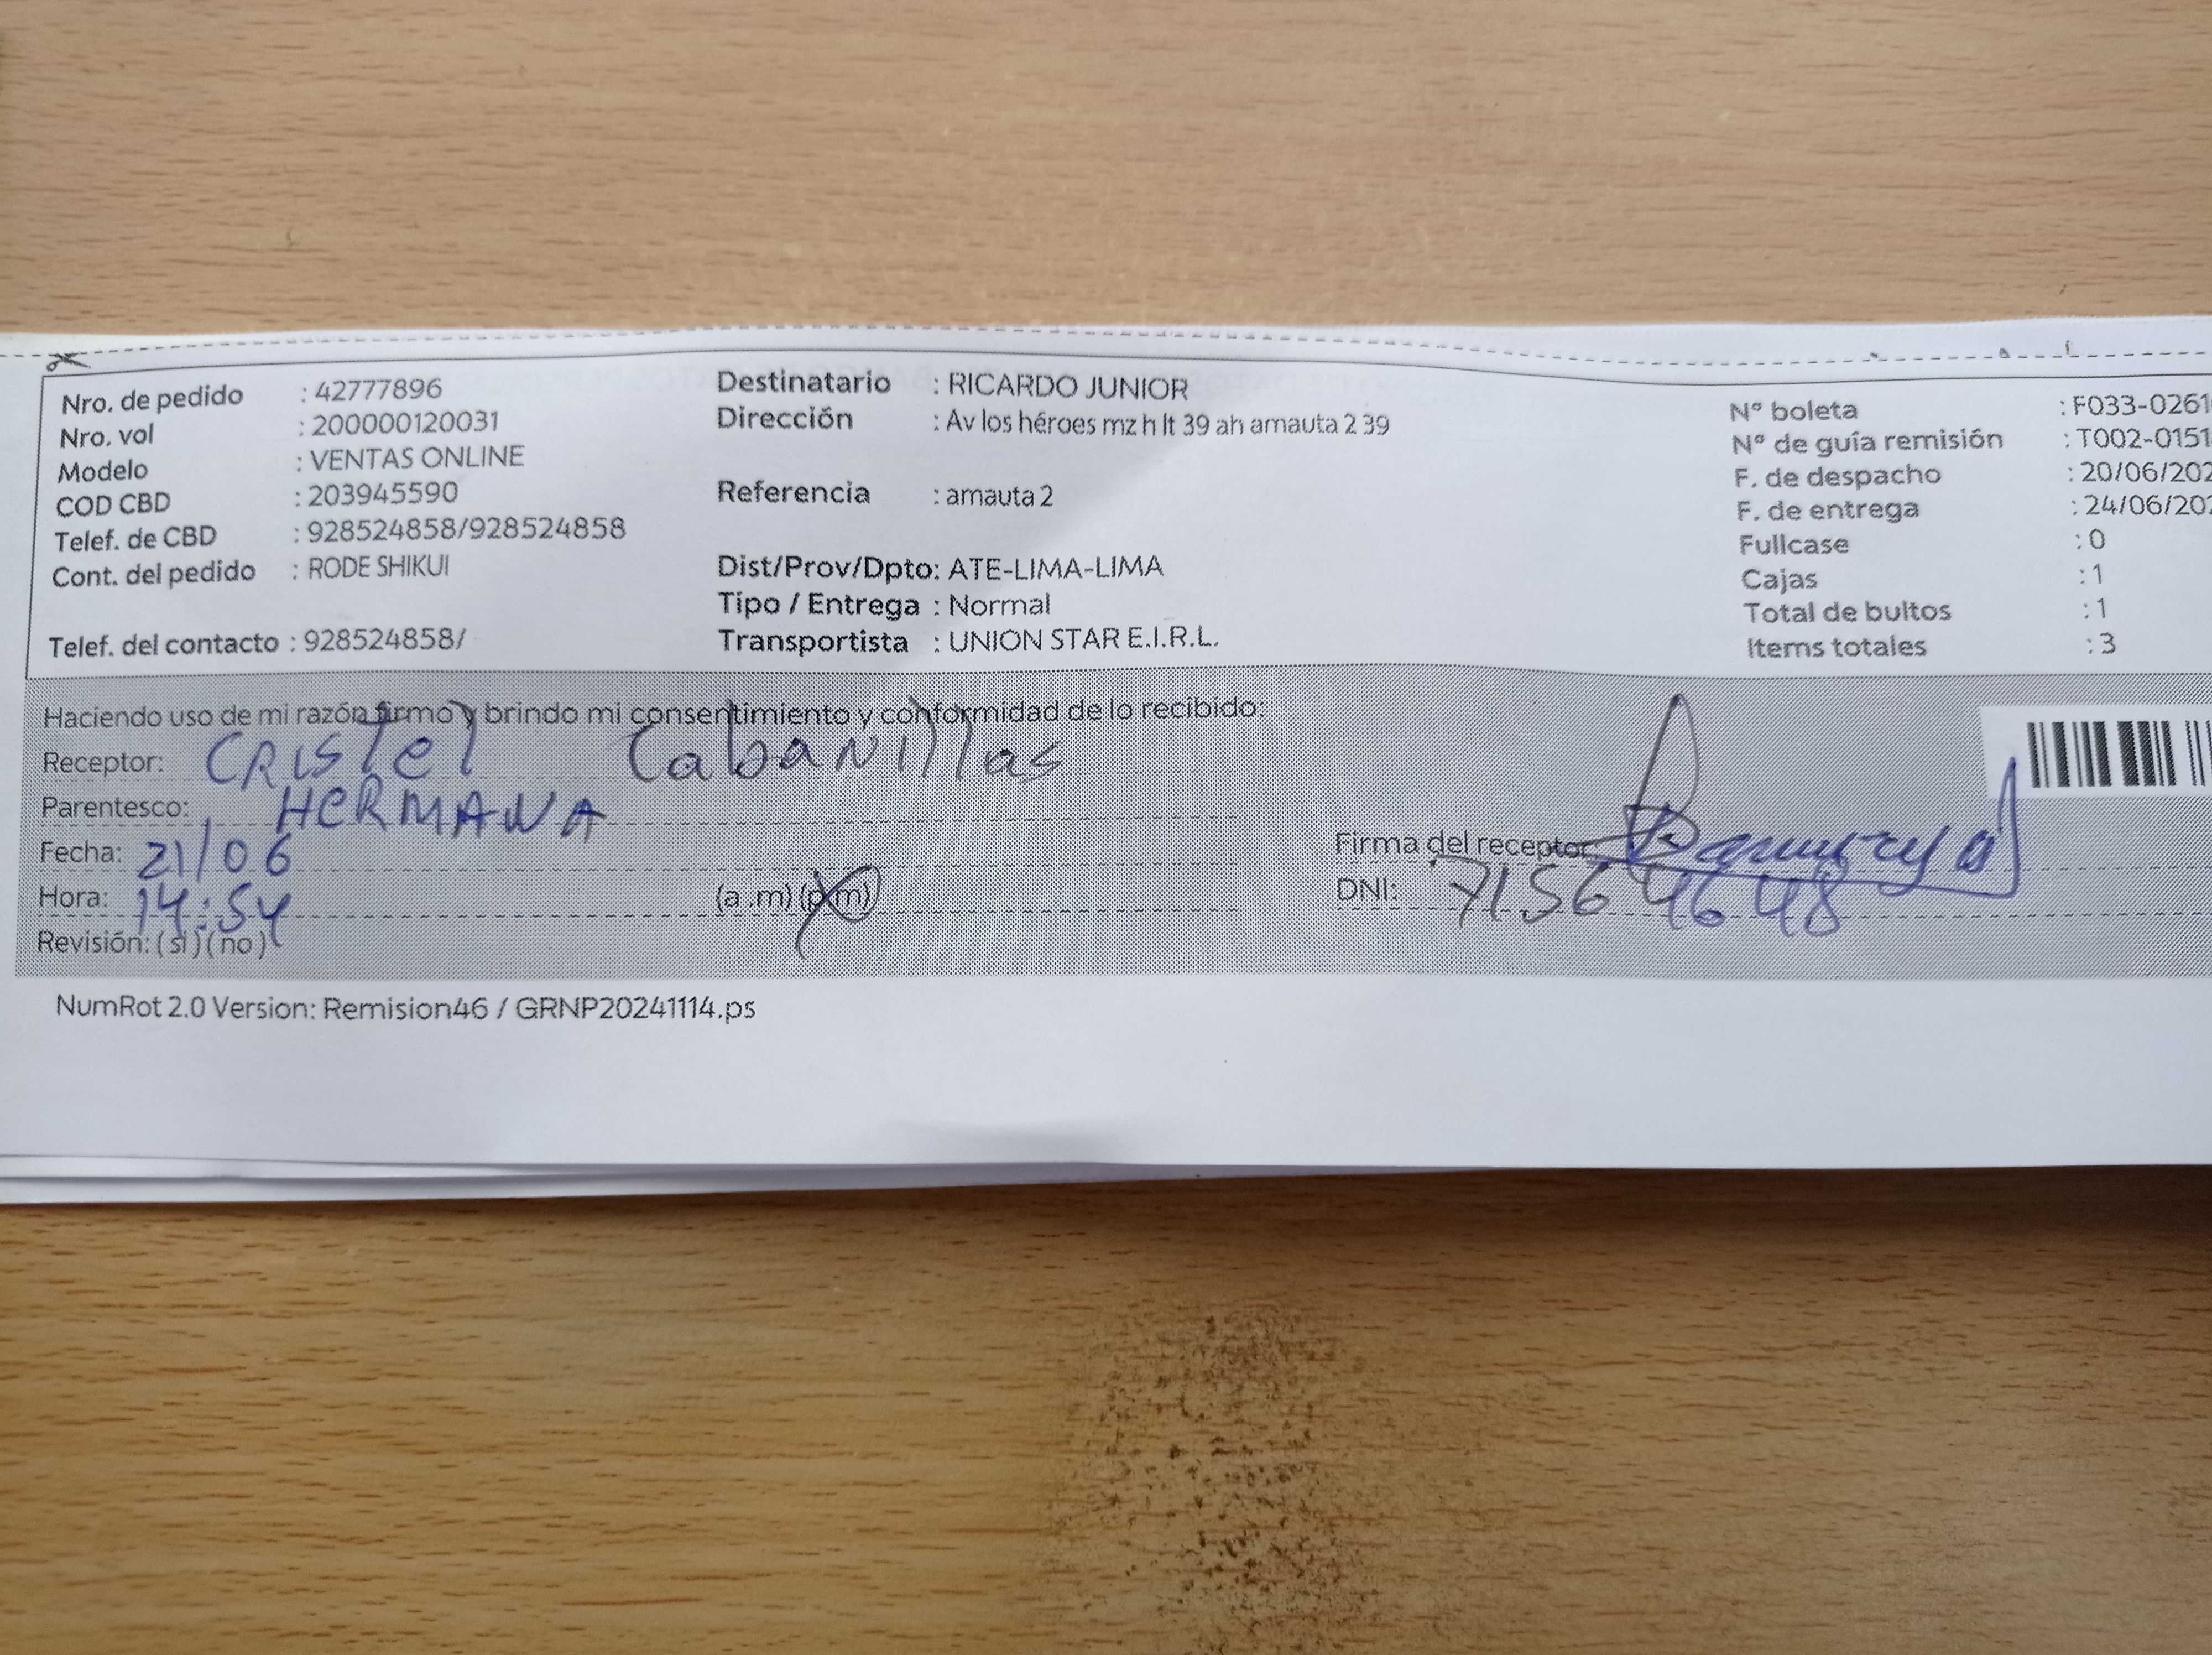 Nro. de pedido : 42777896
Nro. vol : 200000120031
Modelo : VENTAS ONLINE
COD CBD : 203945590
Telef. de CBD : 928524858/928524858
Cont. del pedido : RODE SHIKUI
Telef. del contacto : 928524858/
Destinatario : RICARDO JUNIOR
Dirección : Av los héroes mz h lt 39 ah amauta 2 39
Referencia : amauta 2
Dist/Prov/Dpto: ATE-LIMA-LIMA
Tipo / Entrega : Normal
Transportista : UNION STAR E.I.R.L.
N° boleta : F033-0261
N° de guía remisión : T002-0151
F. de despacho : 20/06/202
F. de entrega : 24/06/202
Fullcase : 0
Cajas : 1
Total de bultos : 1
Items totales : 3
Haciendo uso de mi razón firmo y brindo mi consentimiento y conformidad de lo recibido:
Receptor: CRISTel Cabanillas
Parentesco: HERMANA
Fecha: 21/06
Hora: 14:54 (a .m) (p.m)
Revisión: (si) (no)
Firma del receptor
DNI: 71564648
NumRot 2.0 Version: Remision46 / GRNP20241114.ps